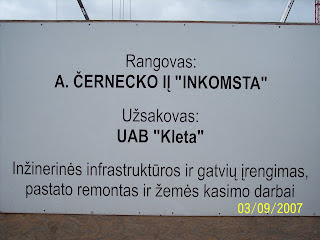 Rangovas:
A. ČERNECKO IĮ "INKOMSTA"
Užsakovas:
UAB "Kleta"
Inžinerinės infrastruktūros ir gatvių įrengimas,
pastato remontas ir žemės kasimo darbai
03/09/2007